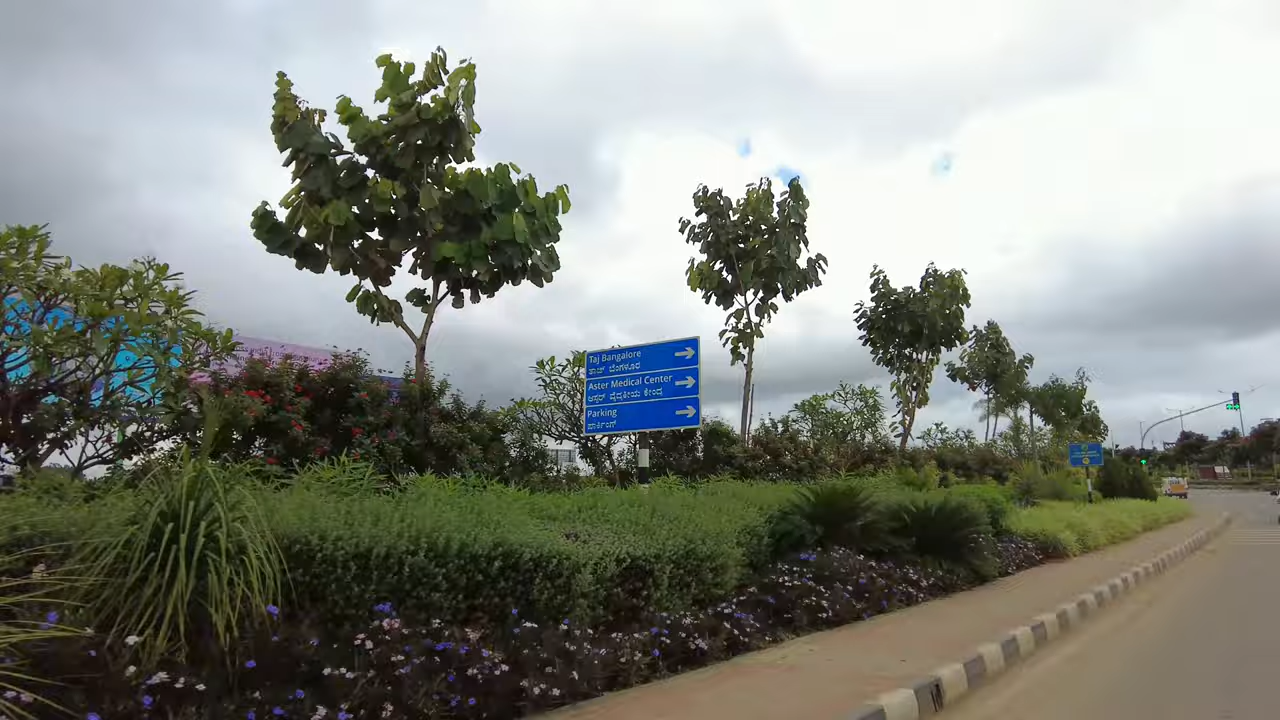 Taj Bangalore
ತಾಜ್ ಬೆಂಗಳೂರ
Aster Medical Center
ಆಸ್ಟರ್ ವೈದ್ಯಕೀಯ ಕೇಂದ್ರ
Parking
ಪಾರ್ಕಿಂಗ್